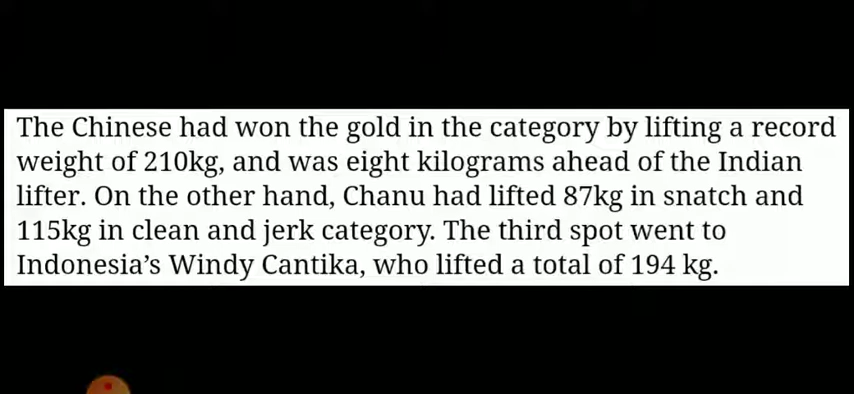 The Chinese had won the gold in the category by lifting a record
weight of 210kg, and was eight kilograms ahead of the Indian
lifter. On the other hand, Chanu had lifted 87kg in snatch and
115kg in clean and jerk category. The third spot went to
Indonesia’s Windy Cantika, who lifted a total of 194 kg.